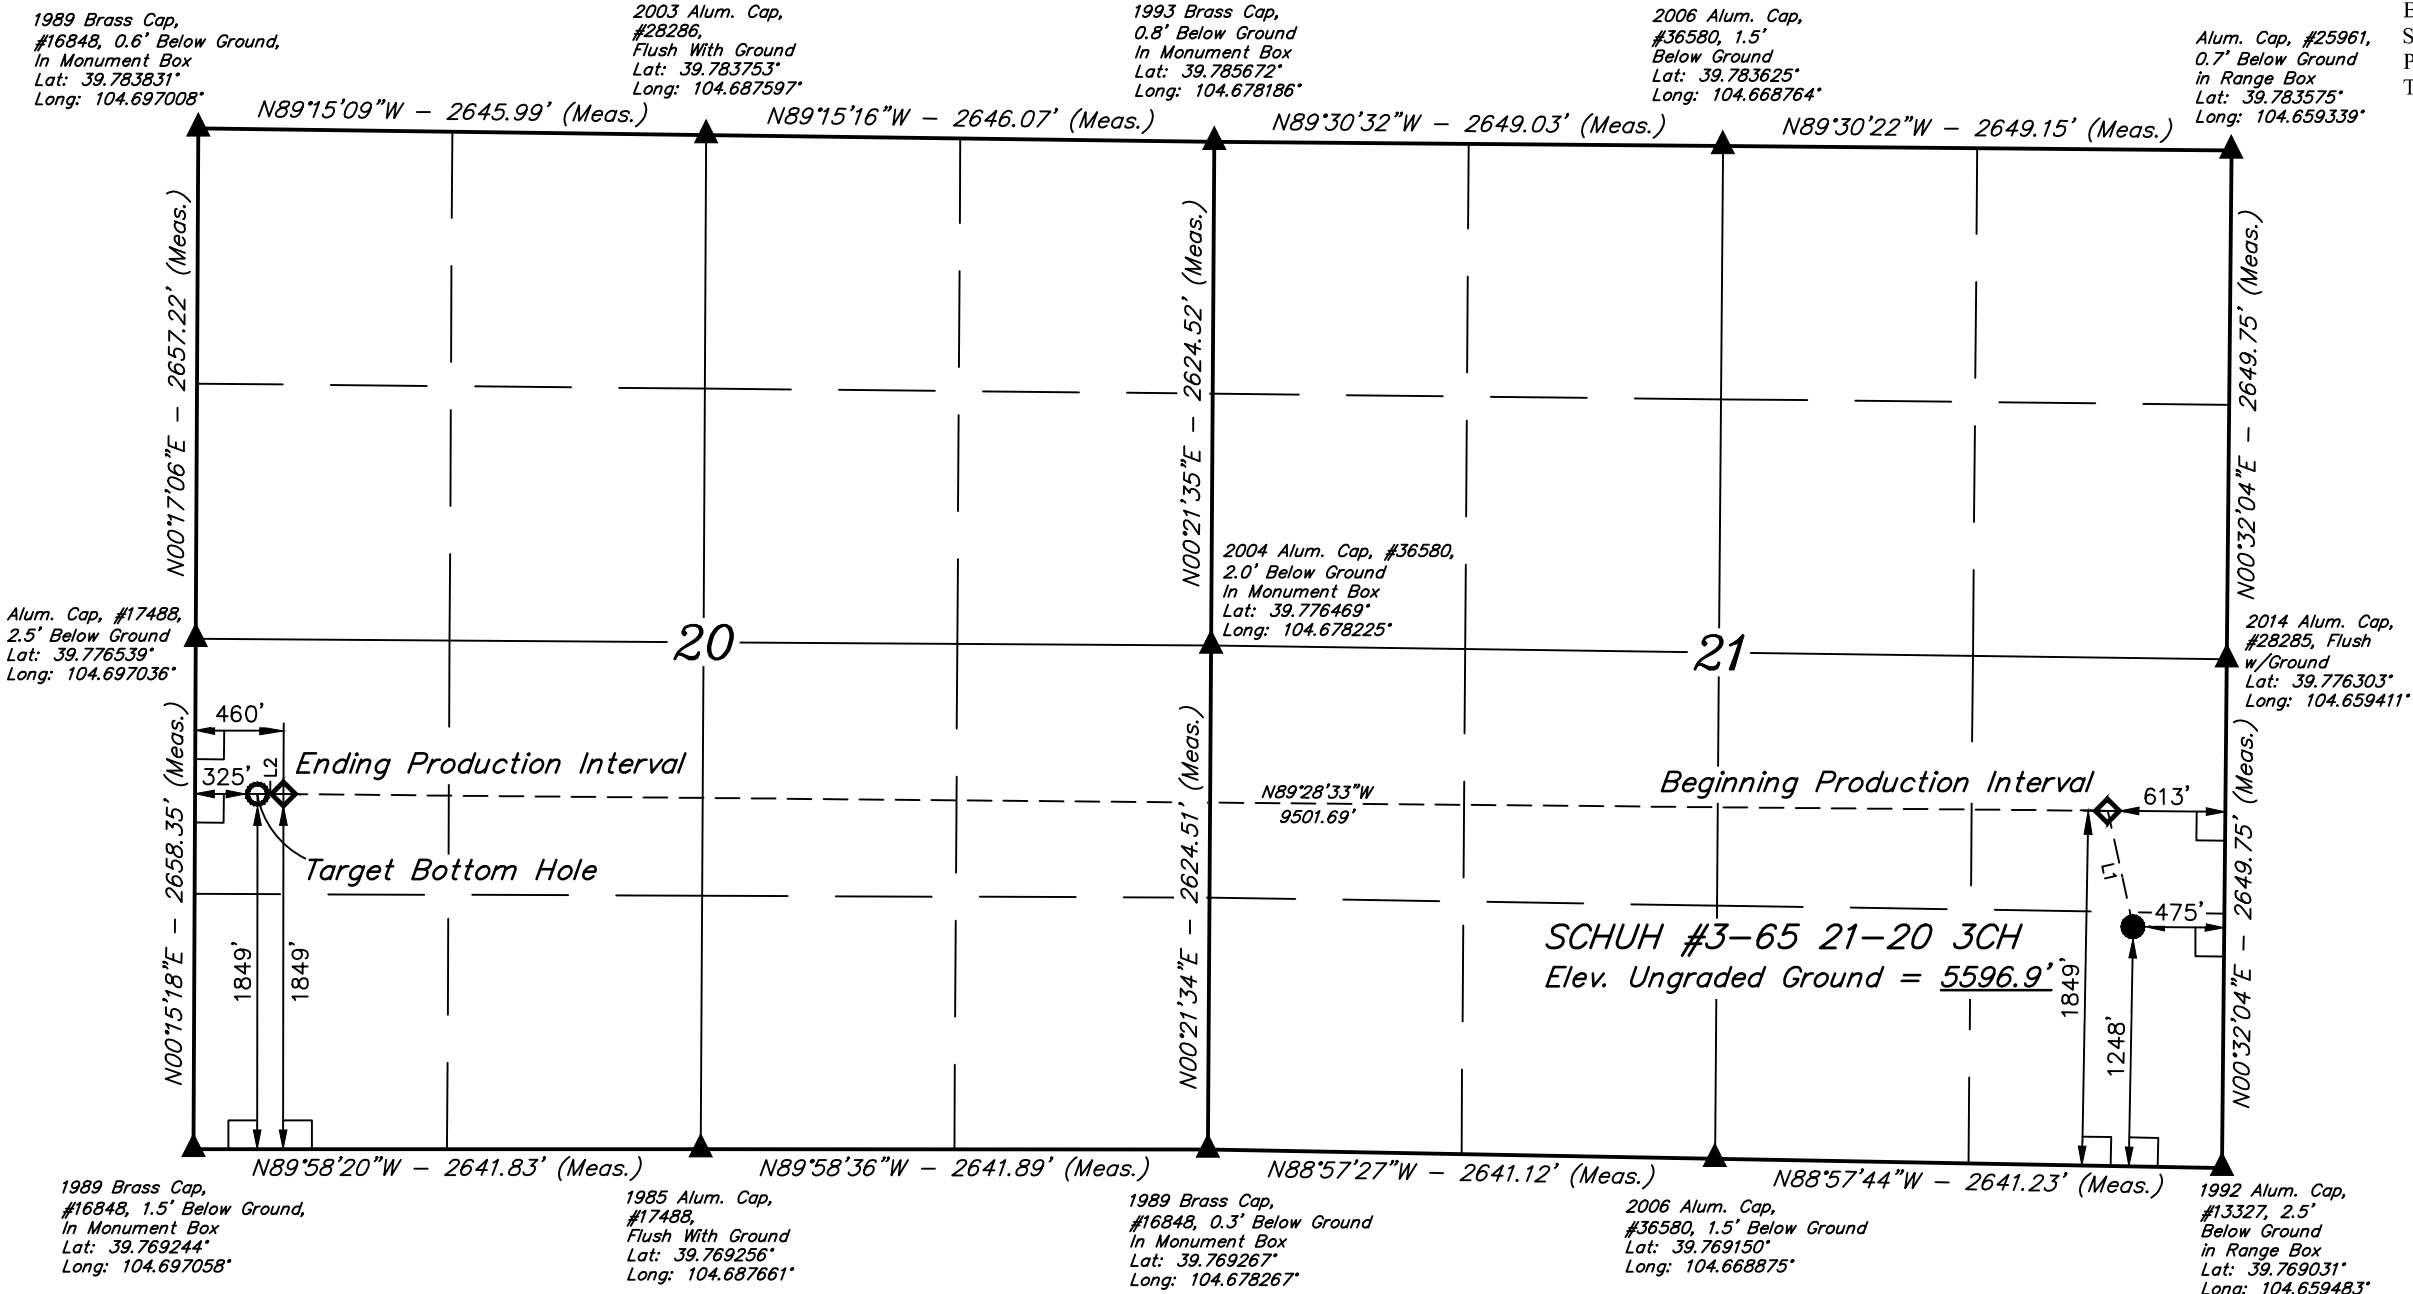 1989 Brass Cap,
#16848, 0.6' Below Ground,
In Monument Box
Lat: 39.783831°
Long: 104.697008°
2003 Alum. Cap,
#28286,
Flush With Ground
Lat: 39.783753°
Long: 104.687597°
1993 Brass Cap,
0.8' Below Ground
In Monument Box
Lat: 39.785672°
Long: 104.678186°
2006 Alum. Cap,
#36580, 1.5'
Below Ground
Lat: 39.783625°
Long: 104.668764°
Alum. Cap, #25961,
0.7' Below Ground
in Range Box
Lat: 39.783575°
Long: 104.659339°
N89°15'09"W - 2645.99' (Meas.)
N89°15'16"W - 2646.07' (Meas.)
N89°30'32"W - 2649.03' (Meas.)
N89°30'22"W - 2649.15' (Meas.)
N00°17'06"E - 2657.22' (Meas.)
N00°21'35"E - 2624.52' (Meas.)
N00°32'04"E - 2649.75' (Meas.)
2004 Alum. Cap, #36580,
2.0' Below Ground
In Monument Box
Lat: 39.776469°
Long: 104.678225°
Alum. Cap, #17488,
2.5' Below Ground
Lat: 39.776539°
Long: 104.697036°
20
21
2014 Alum. Cap,
#28285, Flush
w/Ground
Lat: 39.776303°
Long: 104.659411°
460'
325'
L2
Ending Production Interval
Target Bottom Hole
N89°28'33"W
9501.69'
Beginning Production Interval
613'
L1
475'
SCHUH #3-65 21-20 3CH
Elev. Ungraded Ground = 5596.9'
1849'
1849'
1849'
1248'
N00°15'18"E - 2658.35' (Meas.)
N00°21'34"E - 2624.51' (Meas.)
N00°32'04"E - 2649.75' (Meas.)
N89°58'20"W - 2641.83' (Meas.)
N89°58'36"W - 2641.89' (Meas.)
N88°57'27"W - 2641.12' (Meas.)
N88°57'44"W - 2641.23' (Meas.)
1989 Brass Cap,
#16848, 1.5' Below Ground,
In Monument Box
Lat: 39.769244°
Long: 104.697058°
1985 Alum. Cap,
#17488,
Flush With Ground
Lat: 39.769256°
Long: 104.687661°
1989 Brass Cap,
#16848, 0.3' Below Ground
In Monument Box
Lat: 39.769267°
Long: 104.678267°
2006 Alum. Cap,
#36580, 1.5' Below Ground
Lat: 39.769150°
Long: 104.668875°
1992 Alum. Cap,
#13327, 2.5'
Below Ground
in Range Box
Lat: 39.769031°
Long: 104.659483°